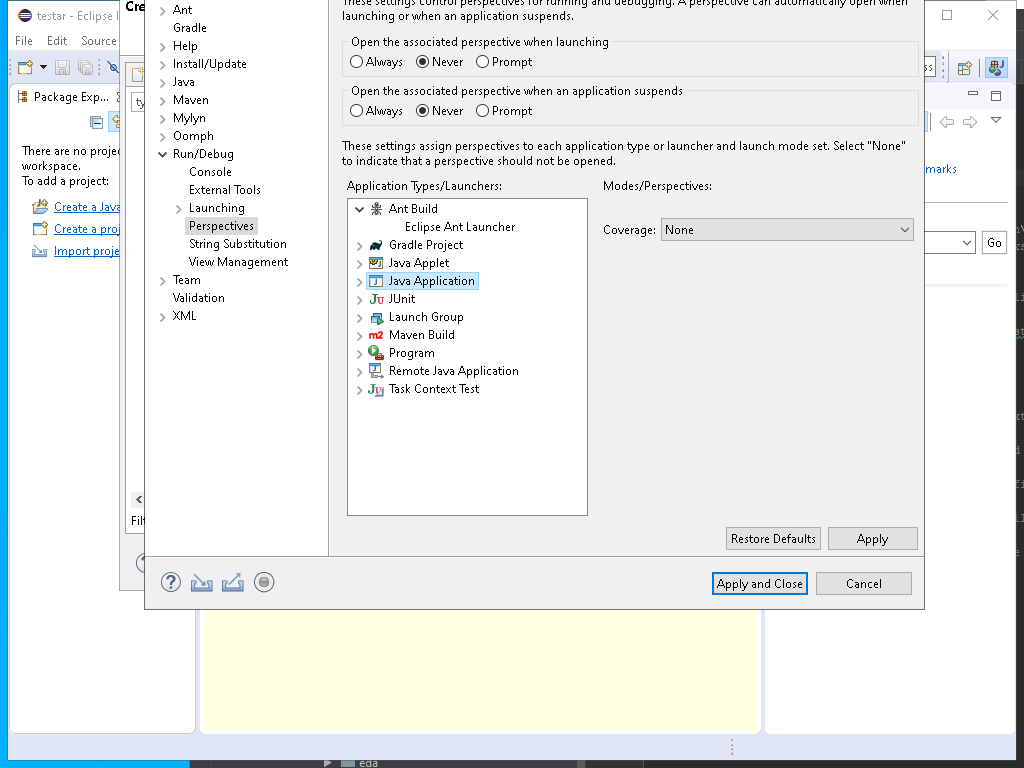 testar - Eclipse I
File Edit Source
Package Exp...
There are no proje
workspace.
To add a project:
Create a Java
Create a proj
Import proje
Cre
ty
Filt
Ant
Gradle
Help
Install/Update
Java
Maven
Mylyn
Oomph
Run/Debug
Console
External Tools
Launching
Perspectives
String Substitution
View Management
Team
Validation
XML
These settings control perspectives for running and debugging. A perspective can automatically open when
launching or when an application suspends.
Open the associated perspective when launching
Always Never Prompt
Open the associated perspective when an application suspends
Always Never Prompt
These settings assign perspectives to each application type or launcher and launch mode set. Select "None"
to indicate that a perspective should not be opened.
Application Types/Launchers:
Modes/Perspectives:
Ant Build
Eclipse Ant Launcher
Gradle Project
Java Applet
Java Application
JUnit
Launch Group
Maven Build
Program
Remote Java Application
Task Context Test
Coverage: None
Restore Defaults Apply
Apply and Close Cancel
marks
Go
eda